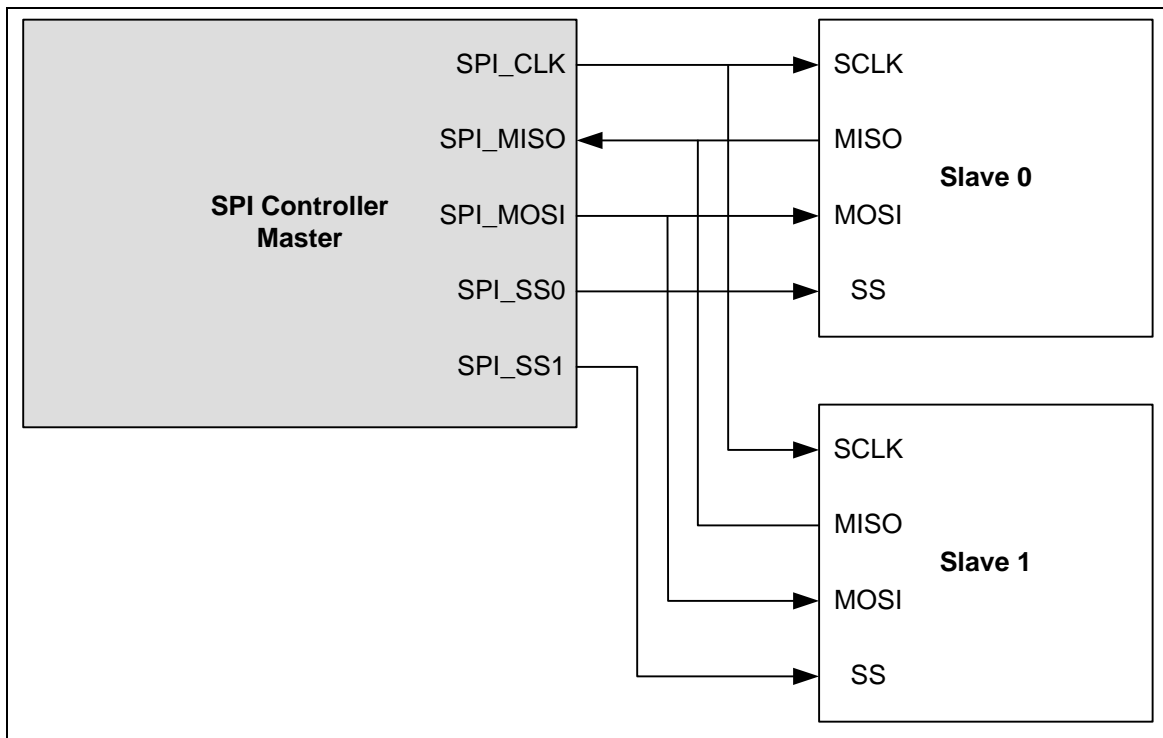 SPI Controller
Master
SPI_CLK
SPI_MISO
SPI_MOSI
SPI_SS0
SPI_SS1
SCLK
MISO
Slave 0
MOSI
SS
SCLK
MISO
Slave 1
MOSI
SS